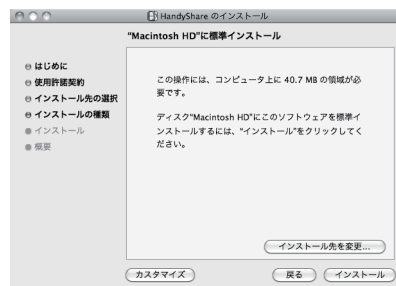 HandyShare のインストール
"Macintosh HD"に標準インストール
はじめに
使用許諾契約
インストール先の選択
インストールの種類
インストール
概要
この操作には、コンピュータ上に 40.7 MB の領域が必
要です。
ディスク"Macintosh HD"にこのソフトウェアを標準イ
ンストールするには、"インストール"をクリックしてく
ださい。
インストール先を変更...
カスタマイズ
戻る
インストール